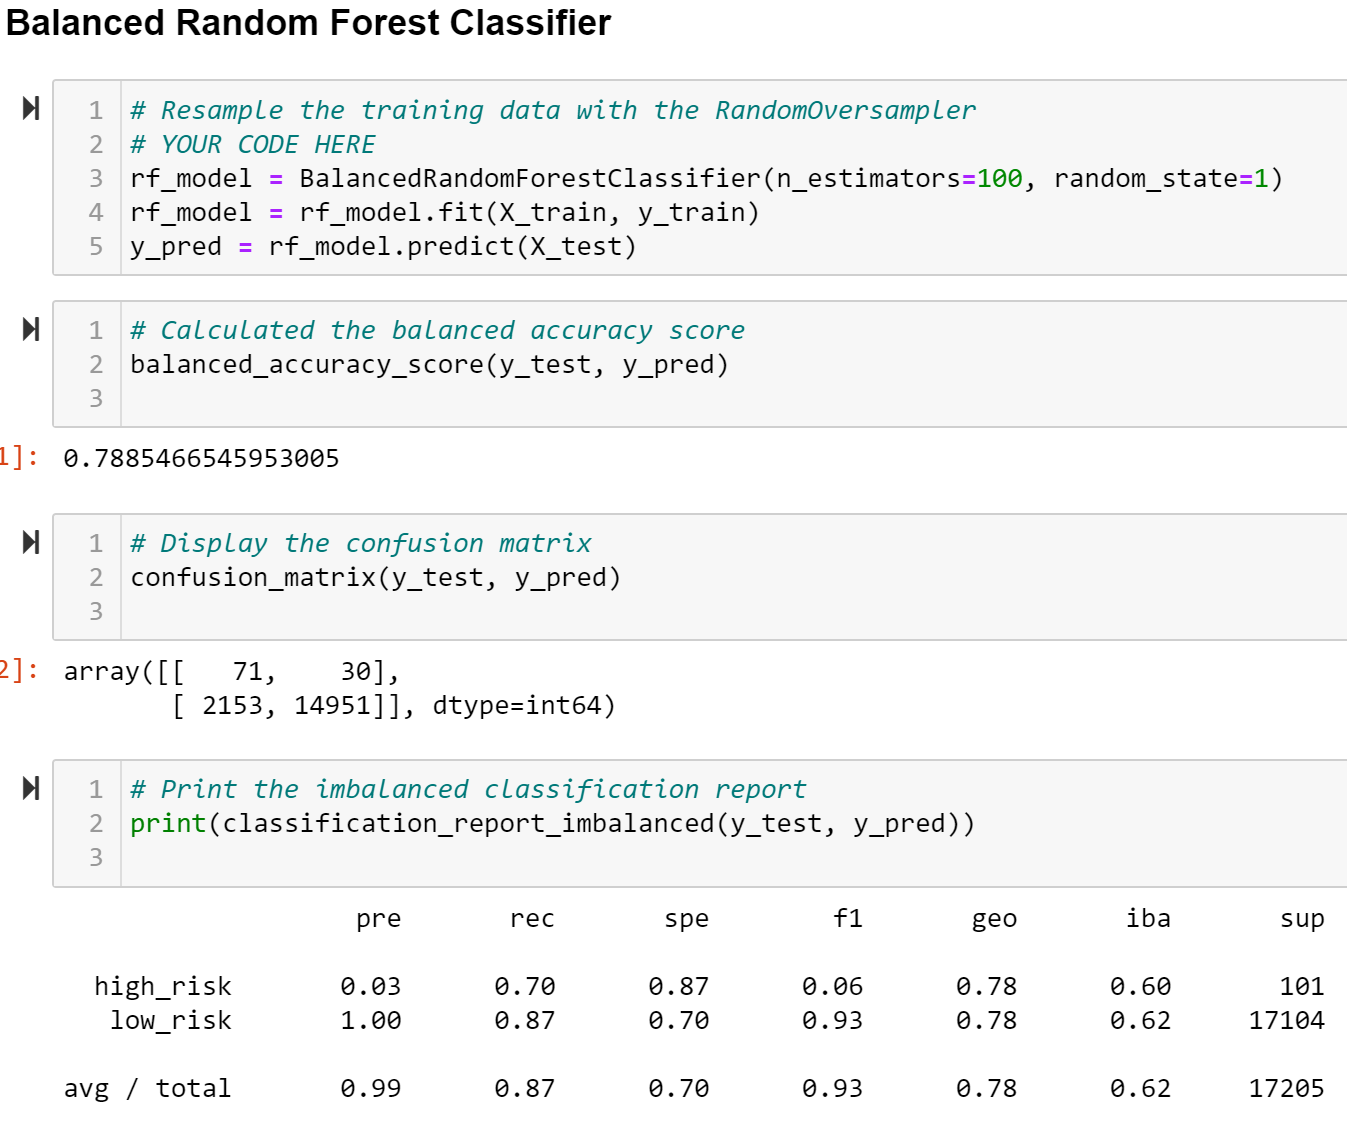 Balanced Random Forest Classifier
1 # Resample the training data with the RandomOversampler
2 # YOUR CODE HERE
3 rf_model = BalancedRandomForestClassifier(n_estimators=100, random_state=1)
4 rf_model = rf_model.fit(X_train, y_train)
5 y_pred = rf_model.predict(X_test)
1 # Calculated the balanced accuracy score
2 balanced_accuracy_score(y_test, y_pred)
3
1]: 0.7885466545953005
1 # Display the confusion matrix
2 confusion_matrix(y_test, y_pred)
3
2]: array([[   71,    30],
       [ 2153, 14951]], dtype=int64)
1 # Print the imbalanced classification report
2 print(classification_report_imbalanced(y_test, y_pred))
3
pre rec spe f1 geo iba sup
high_risk 0.03 0.70 0.87 0.06 0.78 0.60 101
low_risk 1.00 0.87 0.70 0.93 0.78 0.62 17104
avg / total 0.99 0.87 0.70 0.93 0.78 0.62 17205